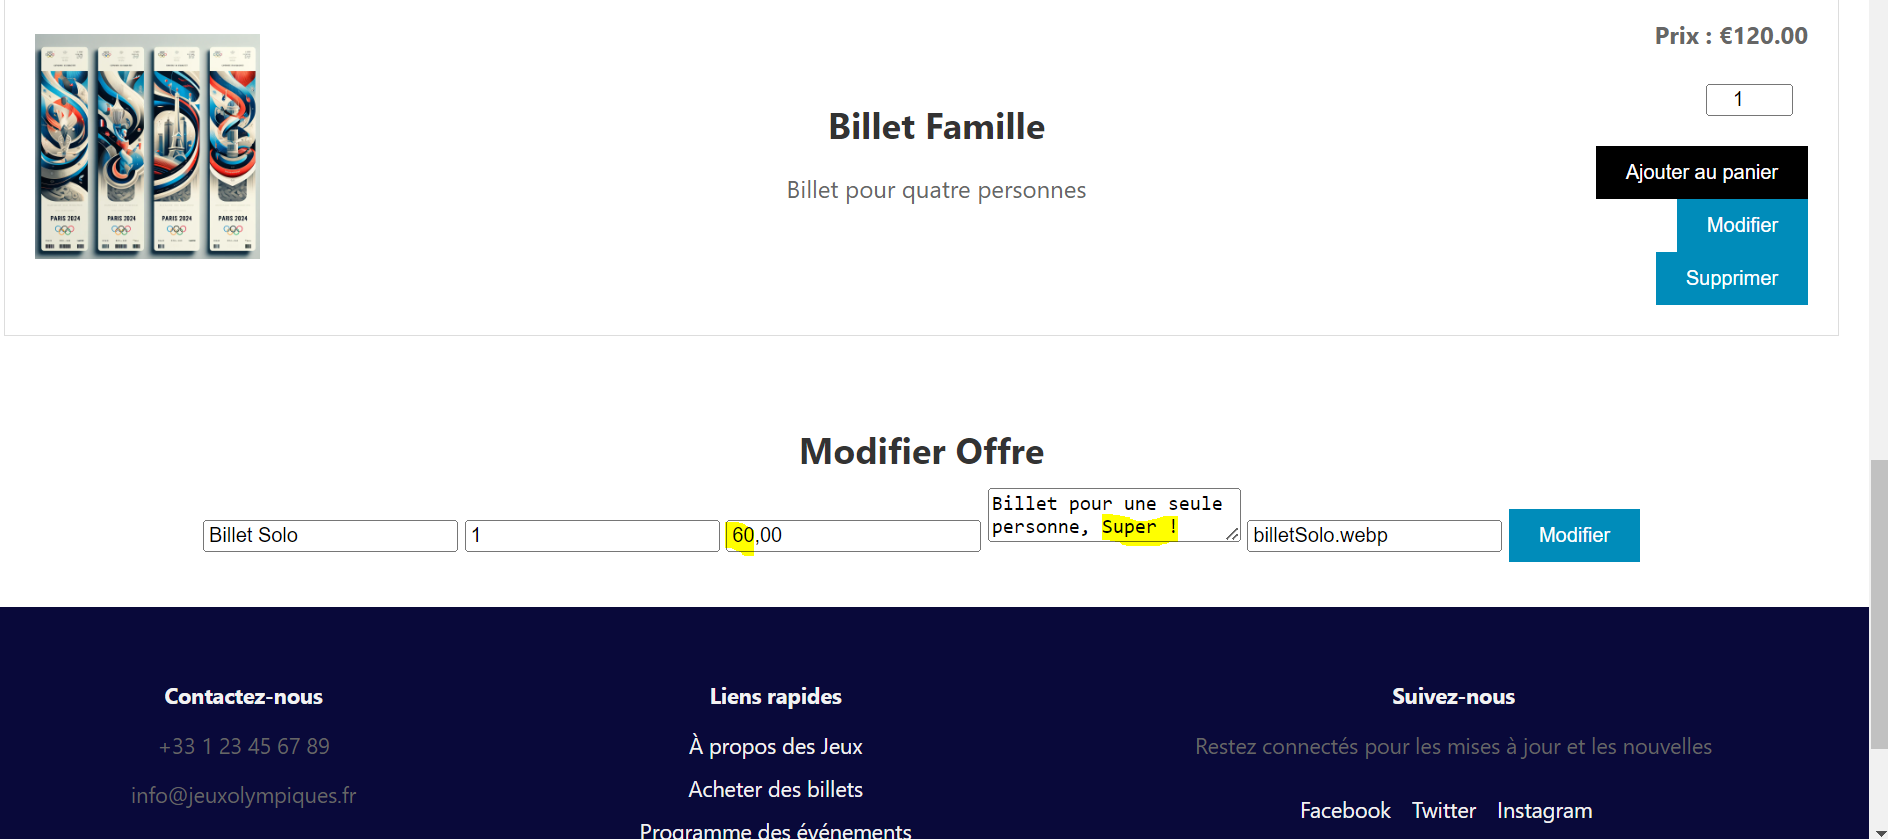 Prix : €120.00
1
PARIS 2024 PARIS 2024 PARIS 2024 PARIS 2024
Billet Famille
Billet pour quatre personnes
Ajouter au panier
Modifier
Supprimer
Modifier Offre
Billet Solo
1
60,00
Billet pour une seule
personne, Super !
billetSolo.webp
Modifier
Contactez-nous
+33 1 23 45 67 89
info@jeuxolympiques.fr
Liens rapides
À propos des Jeux
Acheter des billets
Programme des événements
Suivez-nous
Restez connectés pour les mises à jour et les nouvelles
Facebook Twitter Instagram